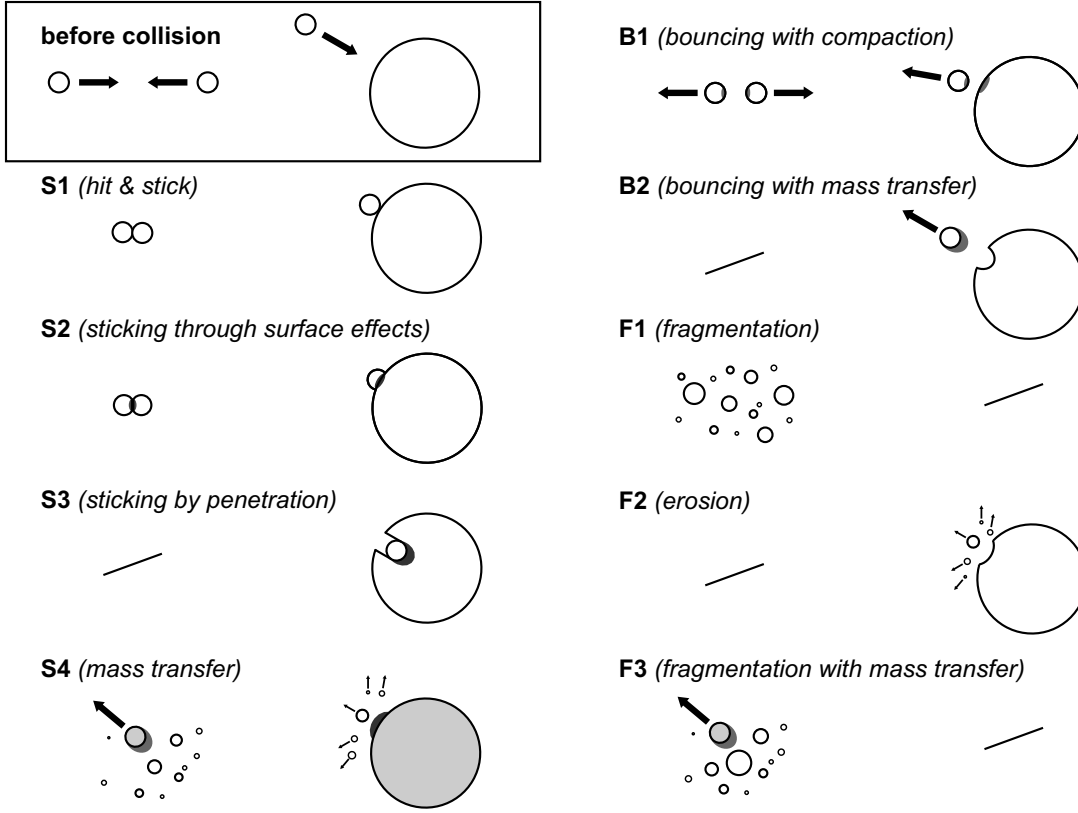 before collision
S1 (hit & stick)
S2 (sticking through surface effects)
S3 (sticking by penetration)
S4 (mass transfer)
B1 (bouncing with compaction)
B2 (bouncing with mass transfer)
F1 (fragmentation)
F2 (erosion)
F3 (fragmentation with mass transfer)